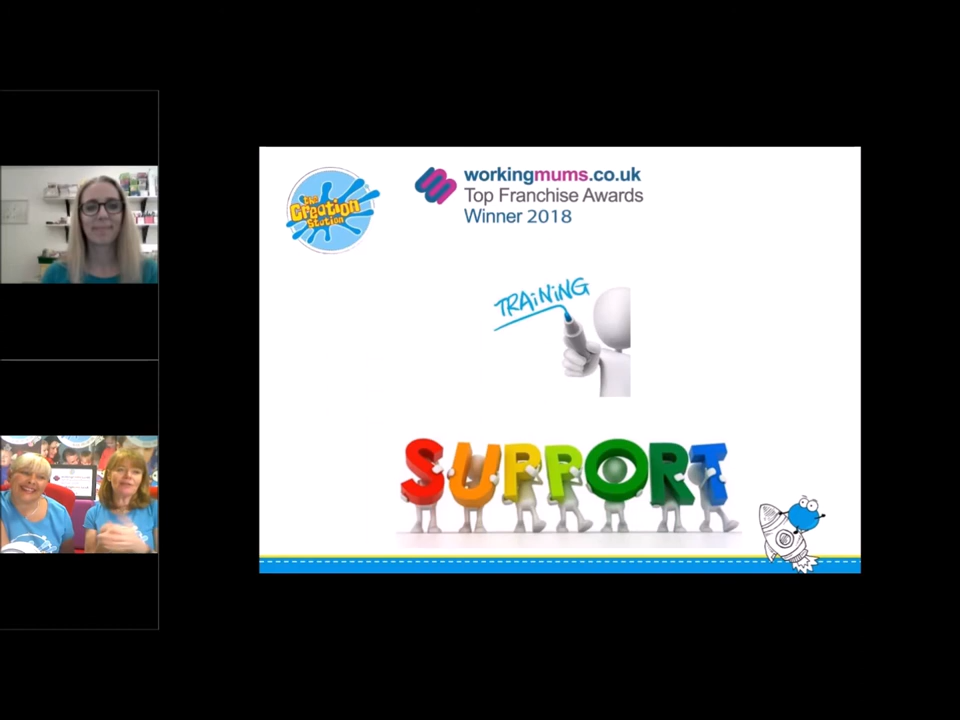 the
Creation
Station
workingmums.co.uk
Top Franchise Awards
Winner 2018
TRAiNiNG
SUPPORT